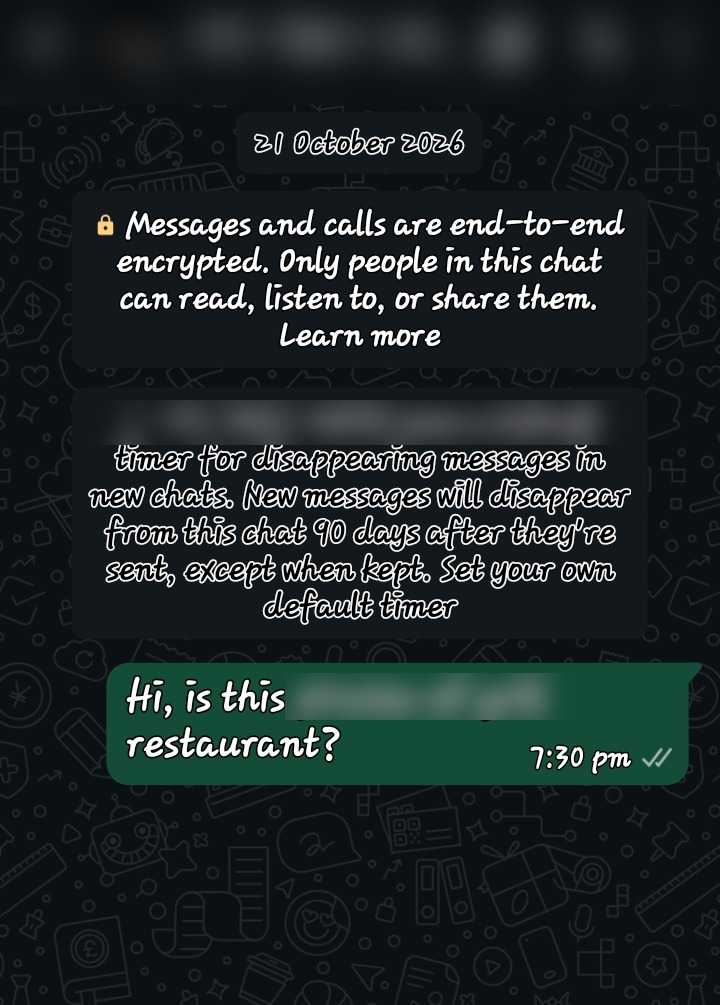 21 October 2026
Messages and calls are end-to-end
encrypted. Only people in this chat
can read, listen to, or share them.
Learn more
timer for disappearing messages in
new chats. New messages will disappear
from this chat 90 days after they're
sent, except when kept. Set your own
default timer
Hi, is this
restaurant?
7:30 pm